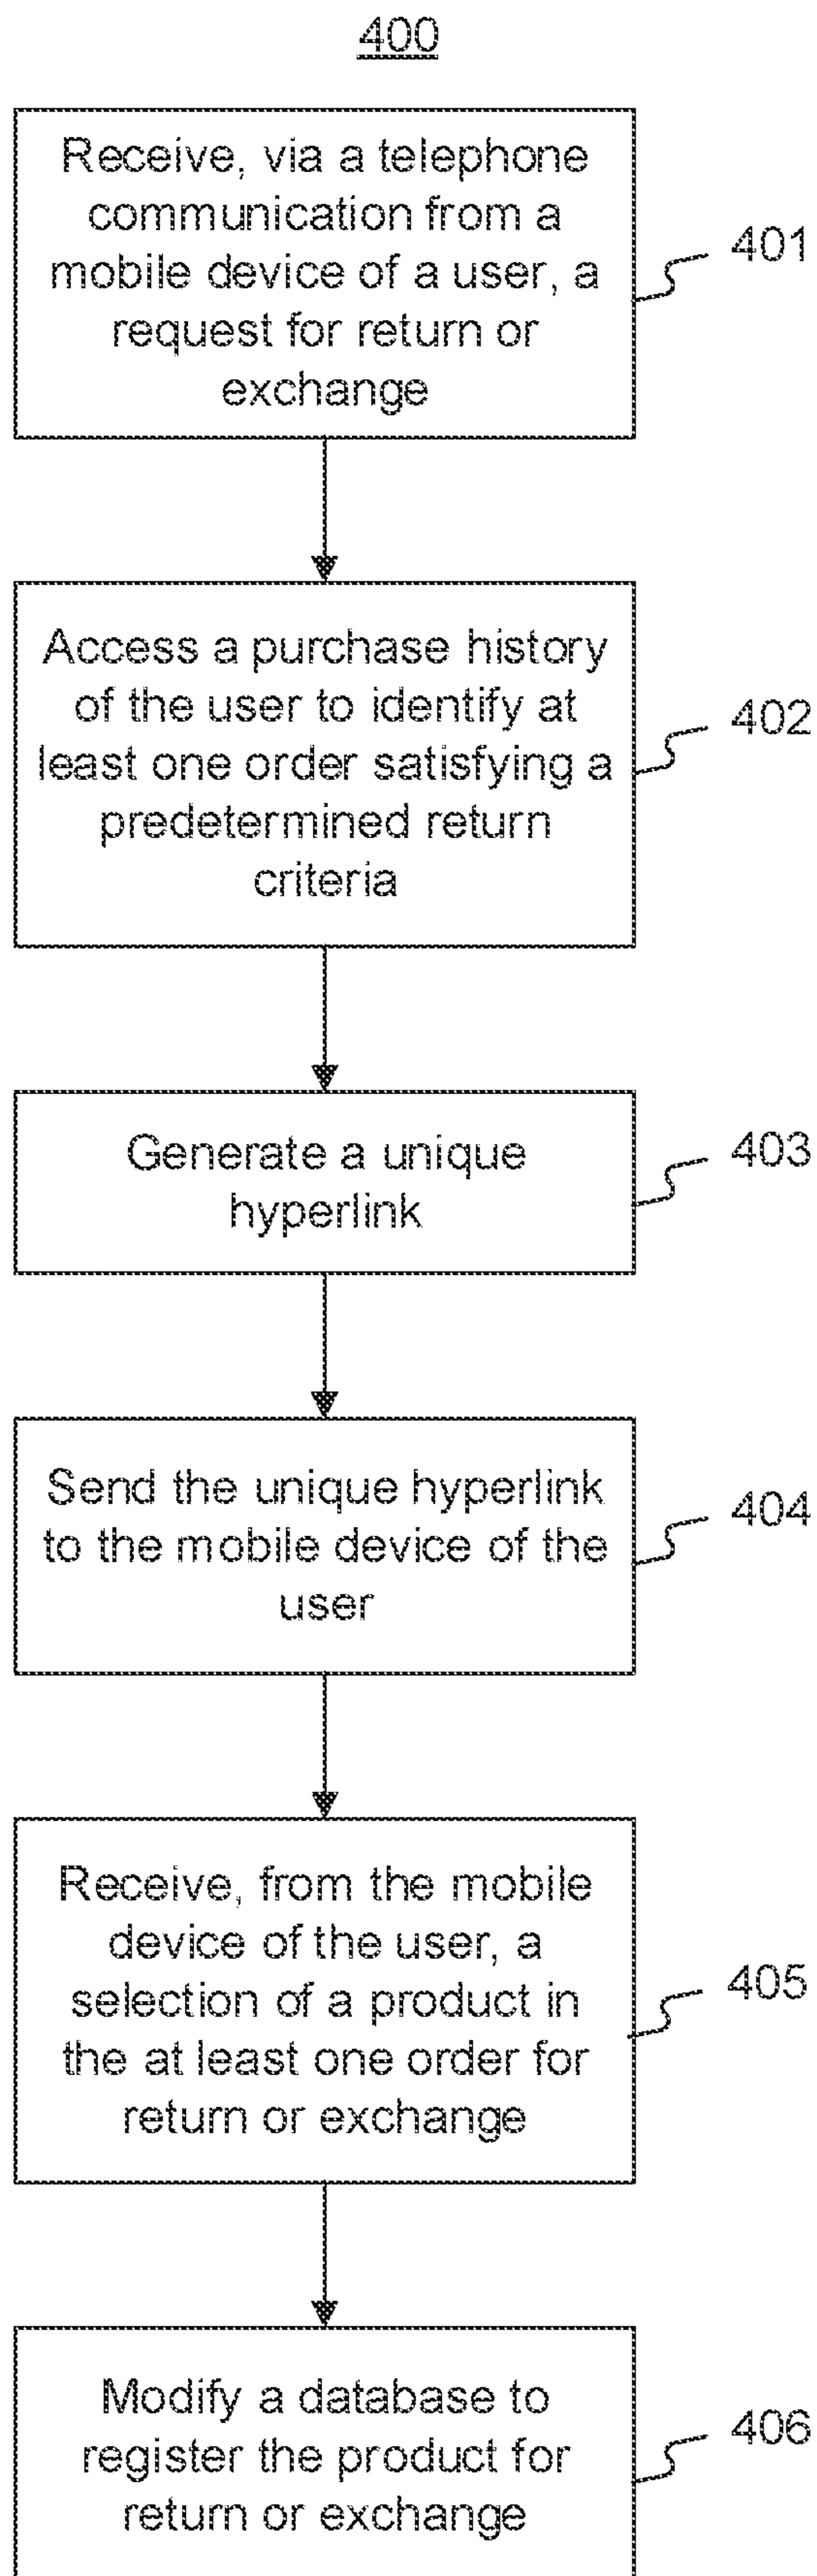 400
Receive, via a telephone
communication from a
mobile device of a user, a
request for return or
exchange
401
Access a purchase history
of the user to identify at
least one order satisfying a
predetermined return
criteria
402
Generate a unique
hyperlink
403
Send the unique hyperlink
to the mobile device of the
user
404
Receive, from the mobile
device of the user, a
selection of a product in
the at least one order for
return or exchange
405
Modify a database to
register the product for
return or exchange
406